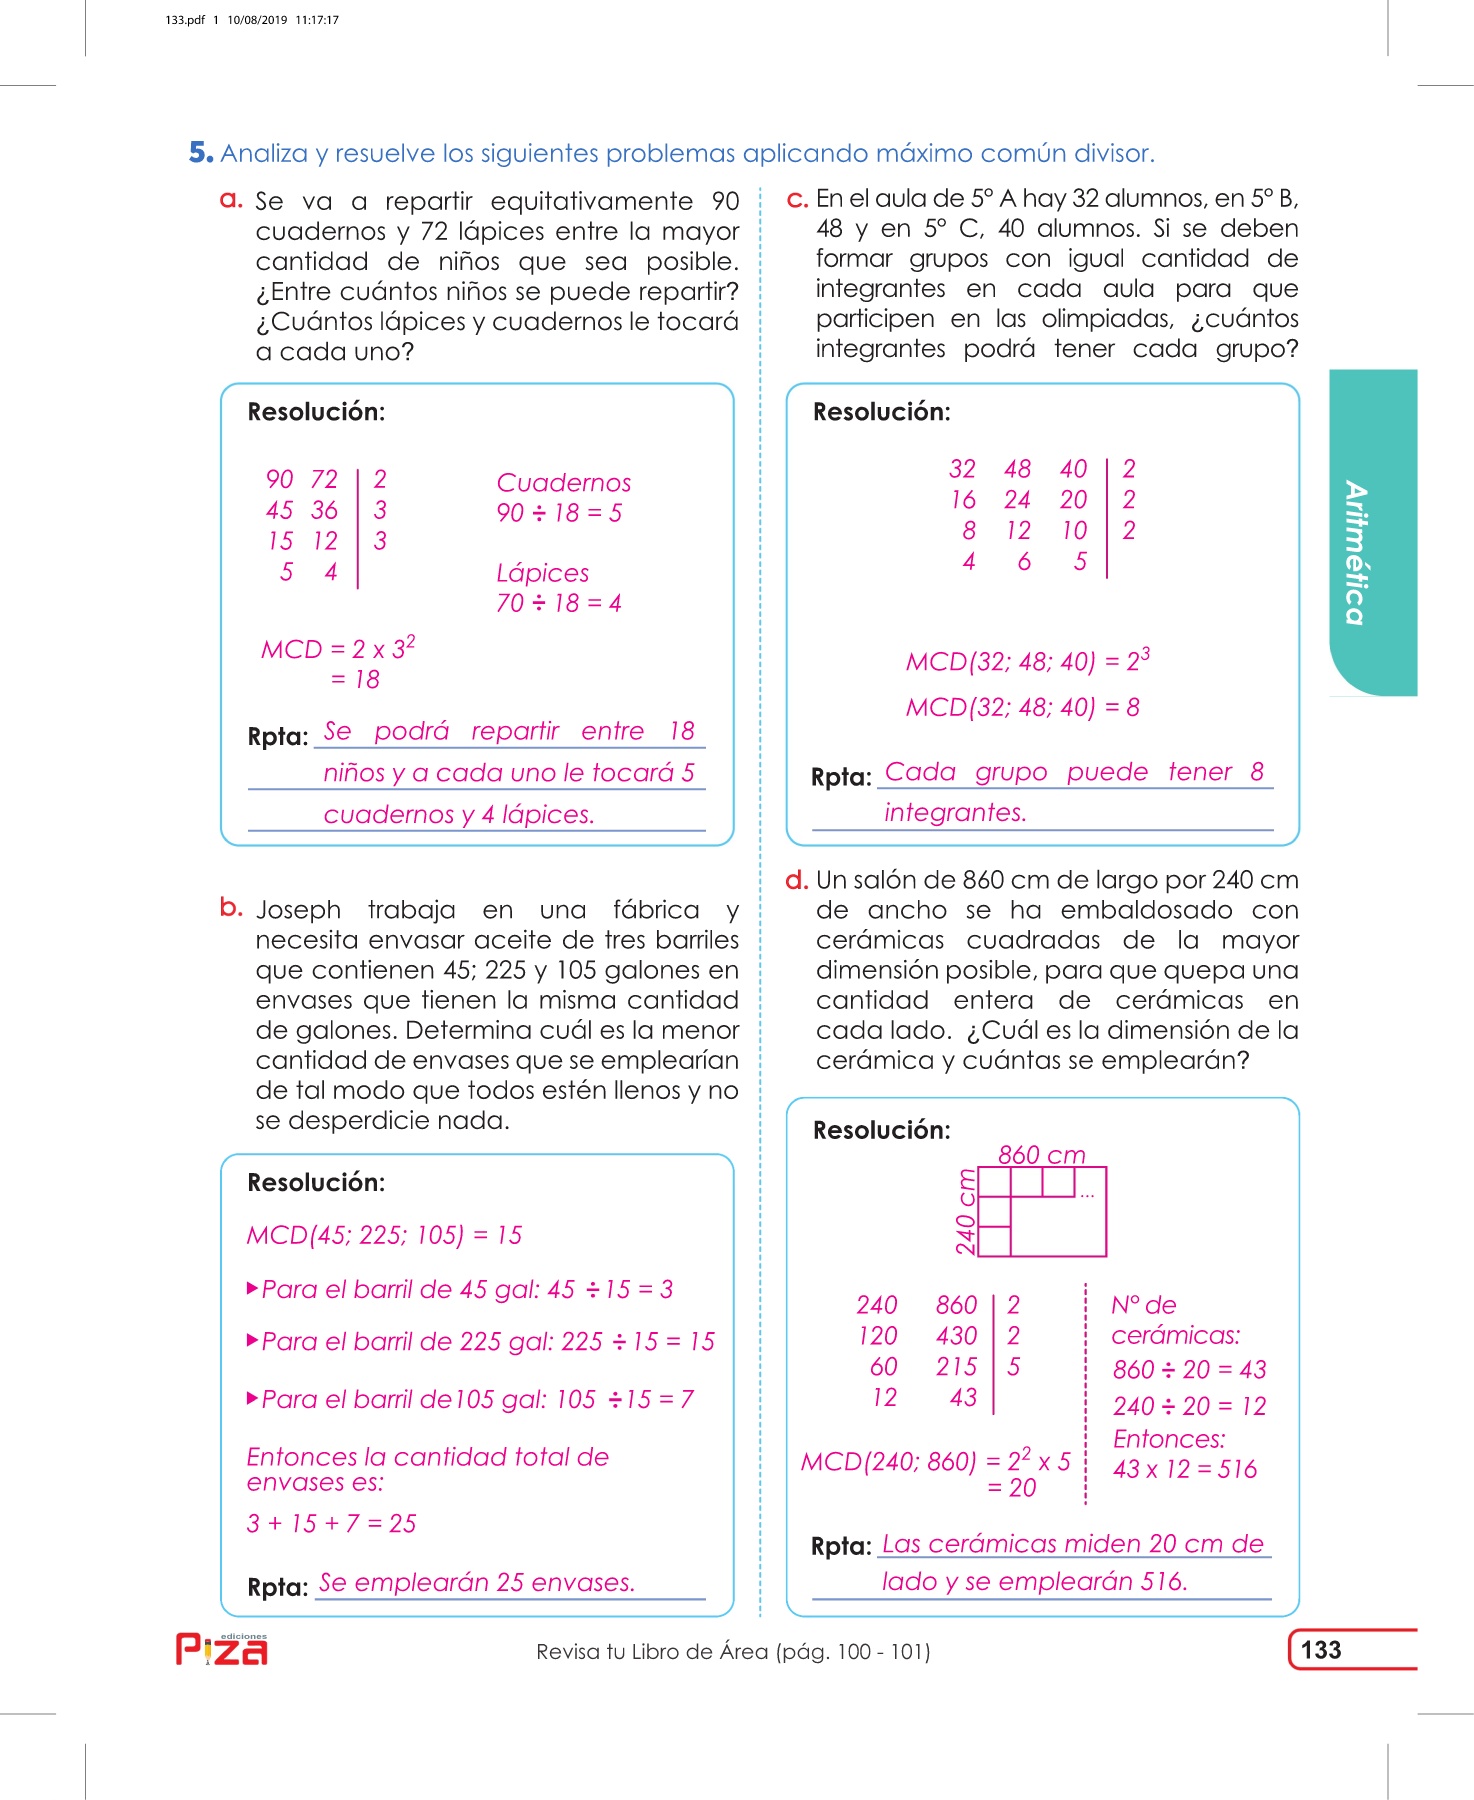 133.pdf 1 10/08/2019 11:17:17
5. Analiza y resuelve los siguientes problemas aplicando máximo común divisor.
a. Se va a repartir equitativamente 90
cuadernos y 72 lápices entre la mayor
cantidad de niños que sea posible.
¿Entre cuántos niños se puede repartir?
¿Cuántos lápices y cuadernos le tocará
a cada uno?
Resolución:
90 72 | 2
45 36 | 3
15 12 | 3
5 4 |
Cuadernos
90 ÷ 18 = 5
Lápices
70 ÷ 18 = 4
MCD = 2 x 3²
= 18
Rpta: Se podrá repartir entre 18
niños y a cada uno le tocará 5
cuadernos y 4 lápices.
b. Joseph trabaja en una fábrica y
necesita envasar aceite de tres barriles
que contienen 45; 225 y 105 galones en
envases que tienen la misma cantidad
de galones. Determina cuál es la menor
cantidad de envases que se emplearían
de tal modo que todos estén llenos y no
se desperdicie nada.
Resolución:
MCD(45; 225; 105) = 15
▸Para el barril de 45 gal: 45 ÷15 = 3
▸Para el barril de 225 gal: 225 ÷15 = 15
▸Para el barril de105 gal: 105 ÷15 = 7
Entonces la cantidad total de
envases es:
3 + 15 + 7 = 25
Rpta: Se emplearán 25 envases.
c. En el aula de 5° A hay 32 alumnos, en 5° B,
48 y en 5° C, 40 alumnos. Si se deben
formar grupos con igual cantidad de
integrantes en cada aula para que
participen en las olimpiadas, ¿cuántos
integrantes podrá tener cada grupo?
Resolución:
32 48 40 | 2
16 24 20 | 2
8 12 10 | 2
4 6 5 |
MCD(32; 48; 40) = 2³
MCD(32; 48; 40) = 8
Rpta: Cada grupo puede tener 8
integrantes.
d. Un salón de 860 cm de largo por 240 cm
de ancho se ha embaldosado con
cerámicas cuadradas de la mayor
dimensión posible, para que quepa una
cantidad entera de cerámicas en
cada lado. ¿Cuál es la dimensión de la
cerámica y cuántas se emplearán?
Resolución:
860 cm
240 cm
...
240 860 | 2
120 430 | 2
60 215 | 5
12 43 |
MCD(240; 860) = 2² x 5
= 20
N° de
cerámicas:
860 ÷ 20 = 43
240 ÷ 20 = 12
Entonces:
43 x 12 = 516
Rpta: Las cerámicas miden 20 cm de
lado y se emplearán 516.
Aritmética
ediciones
Piza
Revisa tu Libro de Área (pág. 100 - 101)
133